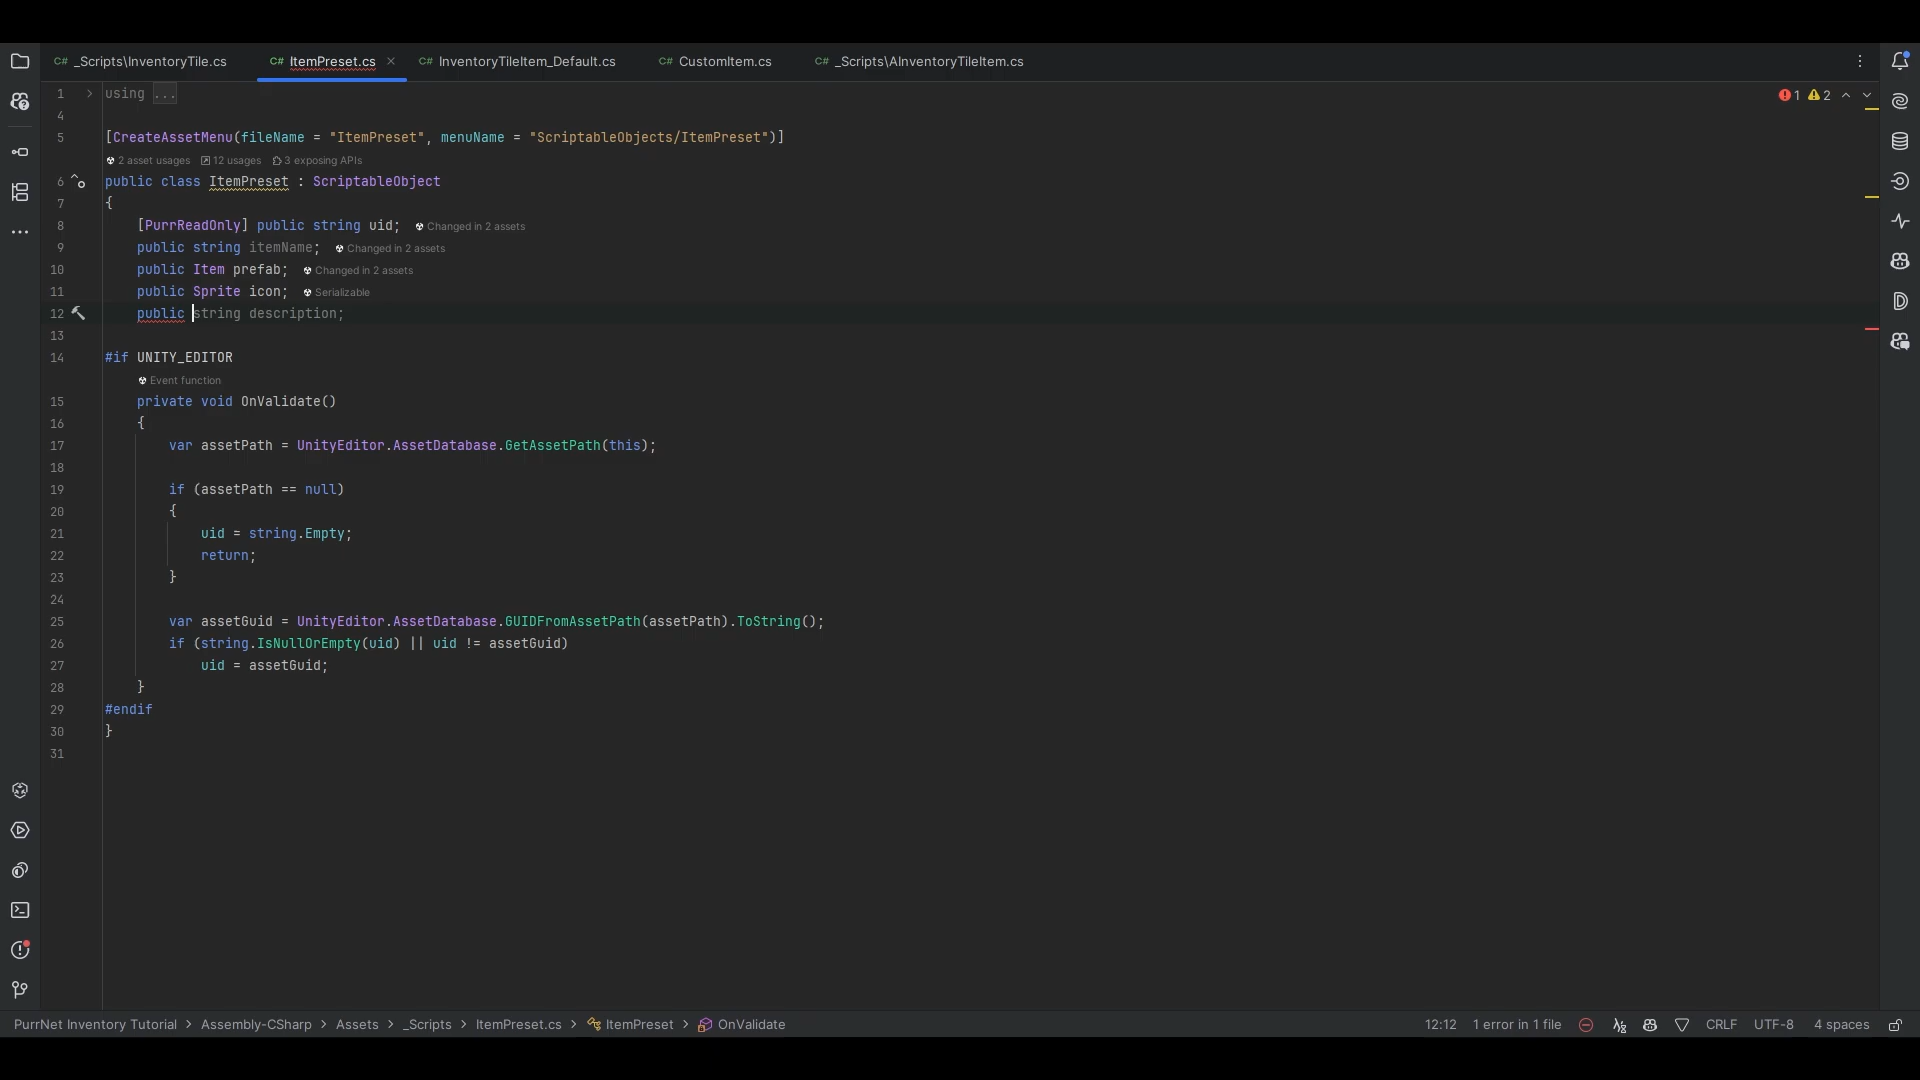 C# _Scripts\InventoryTile.cs C# ItemPreset.cs C# InventoryTileItem_Default.cs C# CustomItem.cs C# _Scripts\AInventoryTileItem.cs
1 using ... 1 2
4
5 [CreateAssetMenu(fileName = "ItemPreset", menuName = "ScriptableObjects/ItemPreset")]
2 asset usages 12 usages 3 exposing APIs
6 public class ItemPreset : ScriptableObject
7 {
8 [PurrReadOnly] public string uid; Changed in 2 assets
9 public string itemName; Changed in 2 assets
10 public Item prefab; Changed in 2 assets
11 public Sprite icon; Serializable
12 public string description;
13
14 #if UNITY_EDITOR
Event function
15 private void OnValidate()
16 {
17 var assetPath = UnityEditor.AssetDatabase.GetAssetPath(this);
18
19 if (assetPath == null)
20 {
21 uid = string.Empty;
22 return;
23 }
24
25 var assetGuid = UnityEditor.AssetDatabase.GUIDFromAssetPath(assetPath).ToString();
26 if (string.IsNullOrEmpty(uid) || uid != assetGuid)
27 uid = assetGuid;
28 }
29 #endif
30 }
31
PurrNet Inventory Tutorial > Assembly-CSharp > Assets > _Scripts > ItemPreset.cs > ItemPreset > OnValidate 12:12 1 error in 1 file CRLF UTF-8 4 spaces